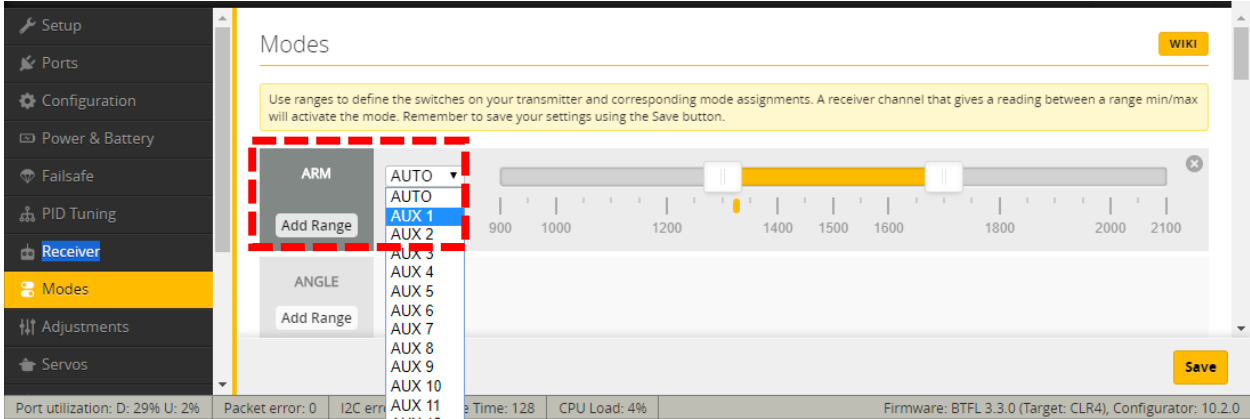 Setup
Ports
Configuration
Power & Battery
Failsafe
PID Tuning
Receiver
Modes
Adjustments
Servos
Modes
WIKI
Use ranges to define the switches on your transmitter and corresponding mode assignments. A receiver channel that gives a reading between a range min/max
will activate the mode. Remember to save your settings using the Save button.
ARM
Add Range
AUTO
AUTO
AUX 1
AUX 2
AUX 3
AUX 4
AUX 5
AUX 6
AUX 7
AUX 8
AUX 9
AUX 10
AUX 11
900 1000 1200 1400 1500 1600 1800 2000 2100
ANGLE
Add Range
Save
Port utilization: D: 29% U: 2% Packet error: 0 I2C Time: 128 CPU Load: 4% Firmware: BTFL 3.3.0 (Target: CLR4), Configurator: 10.2.0